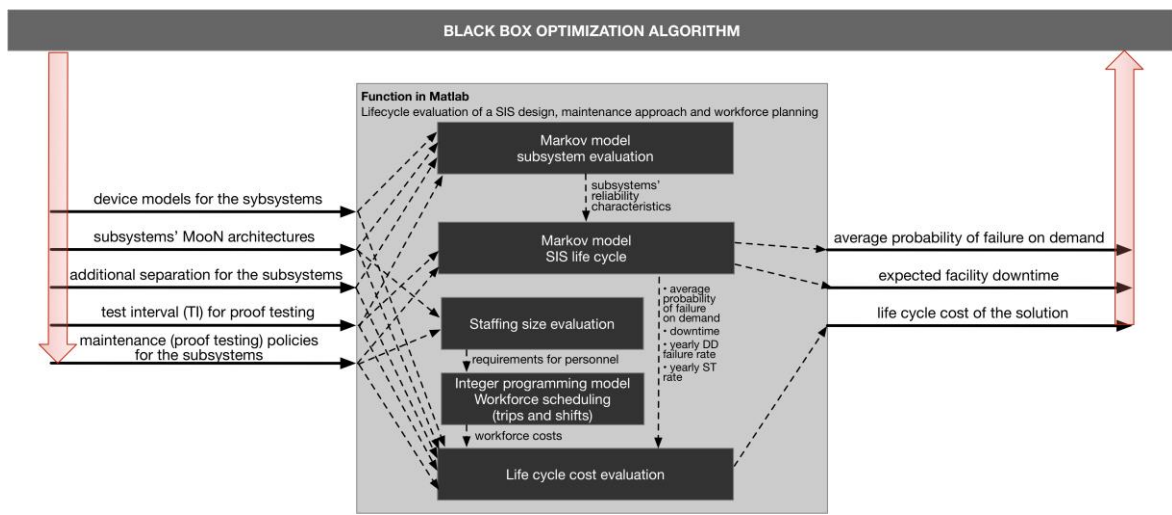 BLACK BOX OPTIMIZATION ALGORITHM
Function in Matlab
Lifecycle evaluation of a SIS design, maintenance approach and workforce planning
Markov model
subsystem evaluation
subsystems'
reliability
characteristics
device models for the sybsystems
subsystems' MooN architectures
additional separation for the subsystems
test interval (TI) for proof testing
maintenance (proof testing) policies
for the subsystems
Markov model
SIS life cycle
• average
probability
of failure
on demand
• downtime
• yearly DD
failure rate
• yearly ST
rate
Staffing size evaluation
requirements for personnel
Integer programming model
Workforce scheduling
(trips and shifts)
workforce costs
Life cycle cost evaluation
average probability of failure on demand
expected facility downtime
life cycle cost of the solution